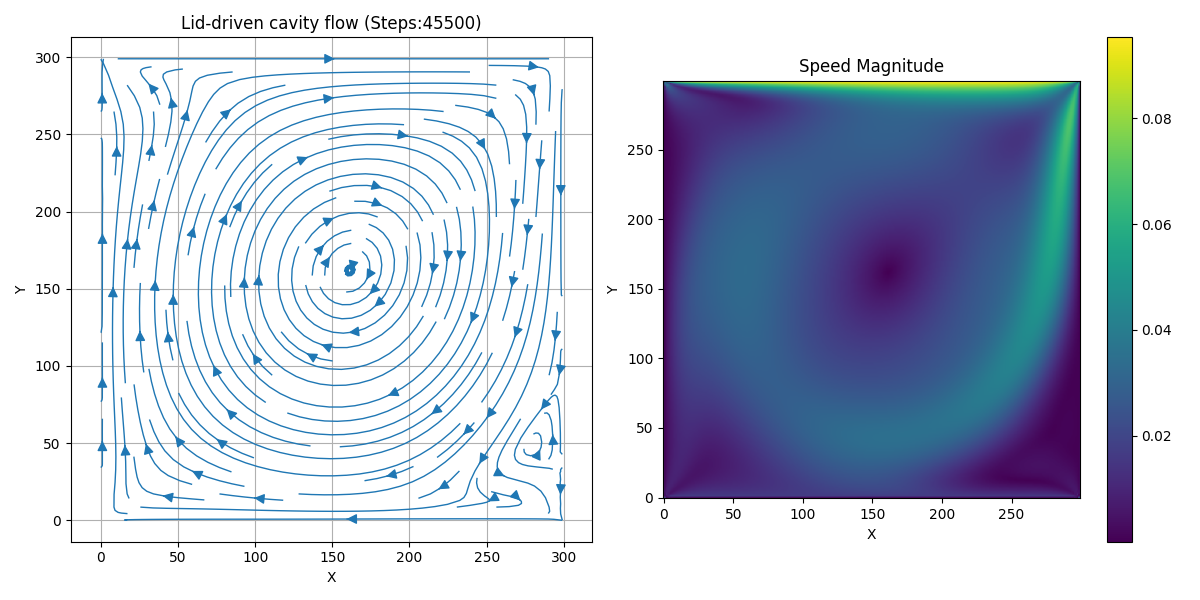 Lid-driven cavity flow (Steps:45500)
300
250
200
150
100
50
0
Y
0 50 100 150 200 250 300
X
Speed Magnitude
250
200
150
100
50
0
Y
0 50 100 150 200 250
X
0.08
0.06
0.04
0.02